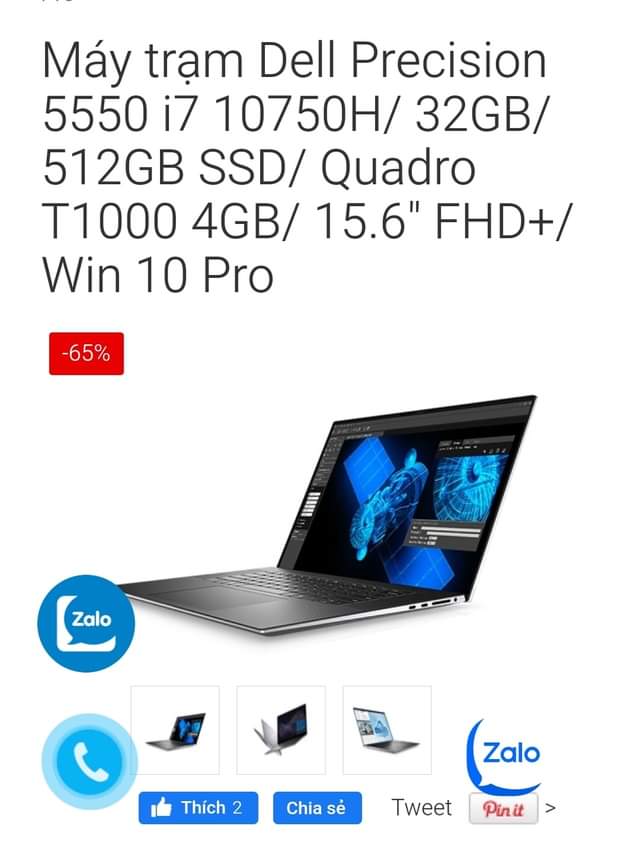 Máy trạm Dell Precision
5550 i7 10750H/ 32GB/
512GB SSD/ Quadro
T1000 4GB/ 15.6" FHD+/
Win 10 Pro
-65%
Zalo
Zalo
Thích 2
Chia sẻ
Tweet
Pin it
>